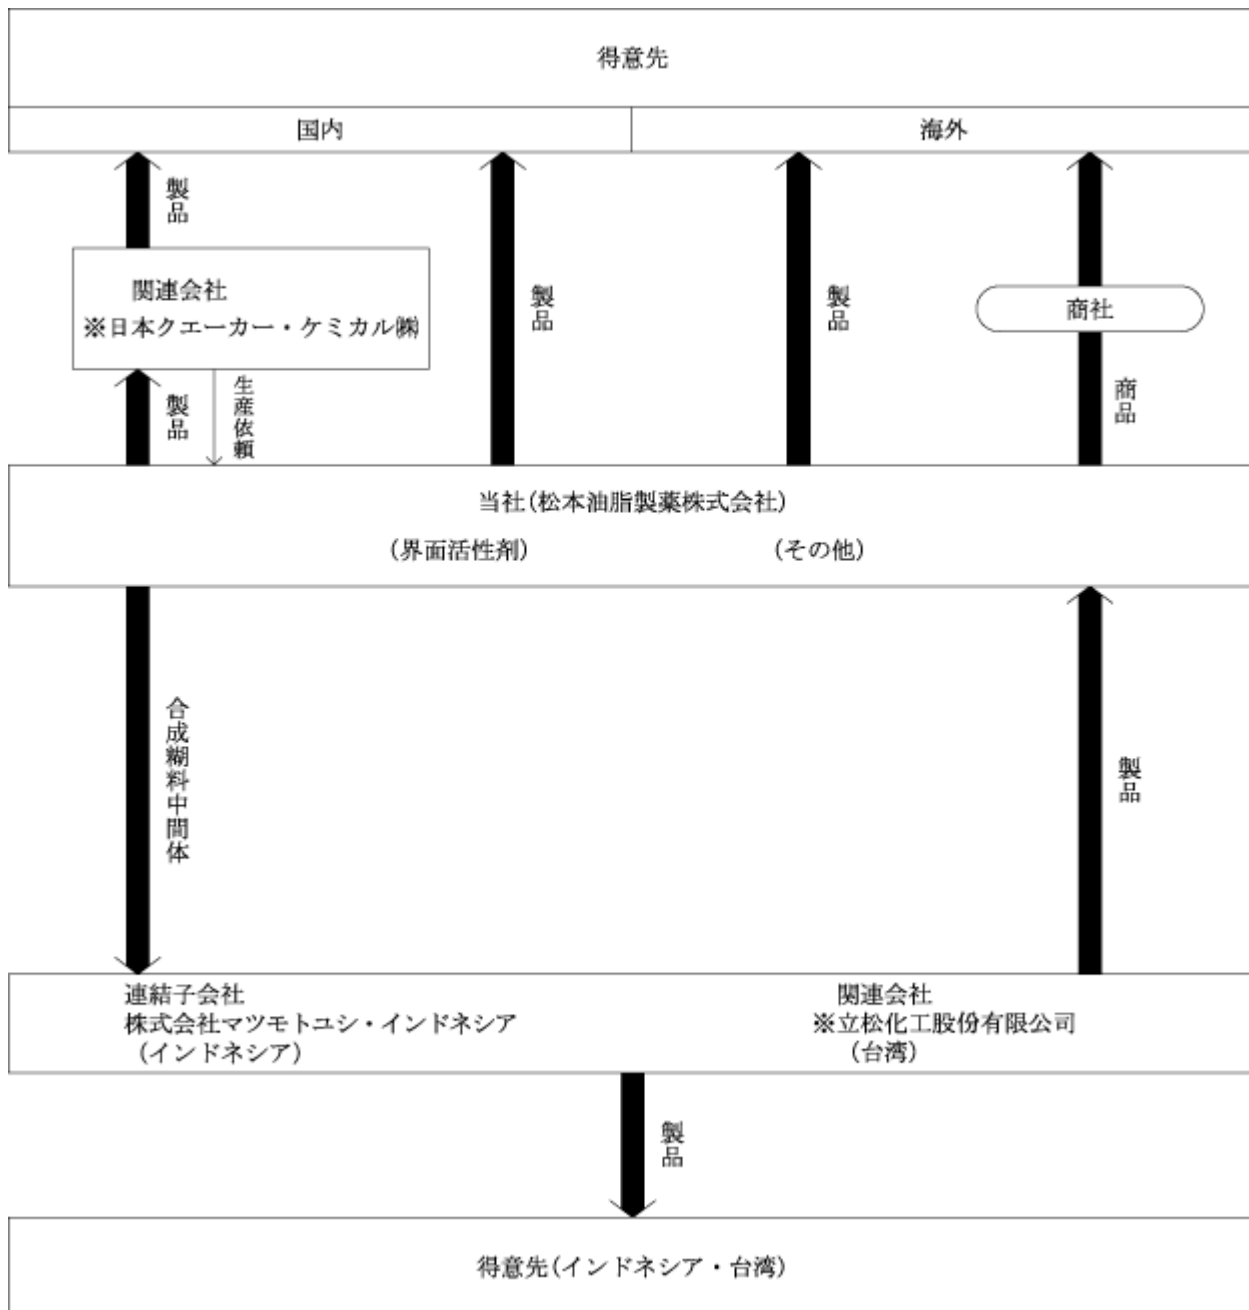 得意先
国内
海外
製品
関連会社
※日本クエーカー・ケミカル㈱
製品
製品
商社
製品
生産依頼
商品
当社(松本油脂製薬株式会社)
(界面活性剤)
(その他)
合成糊料中間体
製品
連結子会社
株式会社マツモトユシ・インドネシア
(インドネシア)
関連会社
※立松化工股份有限公司
(台湾)
製品
得意先(インドネシア・台湾)